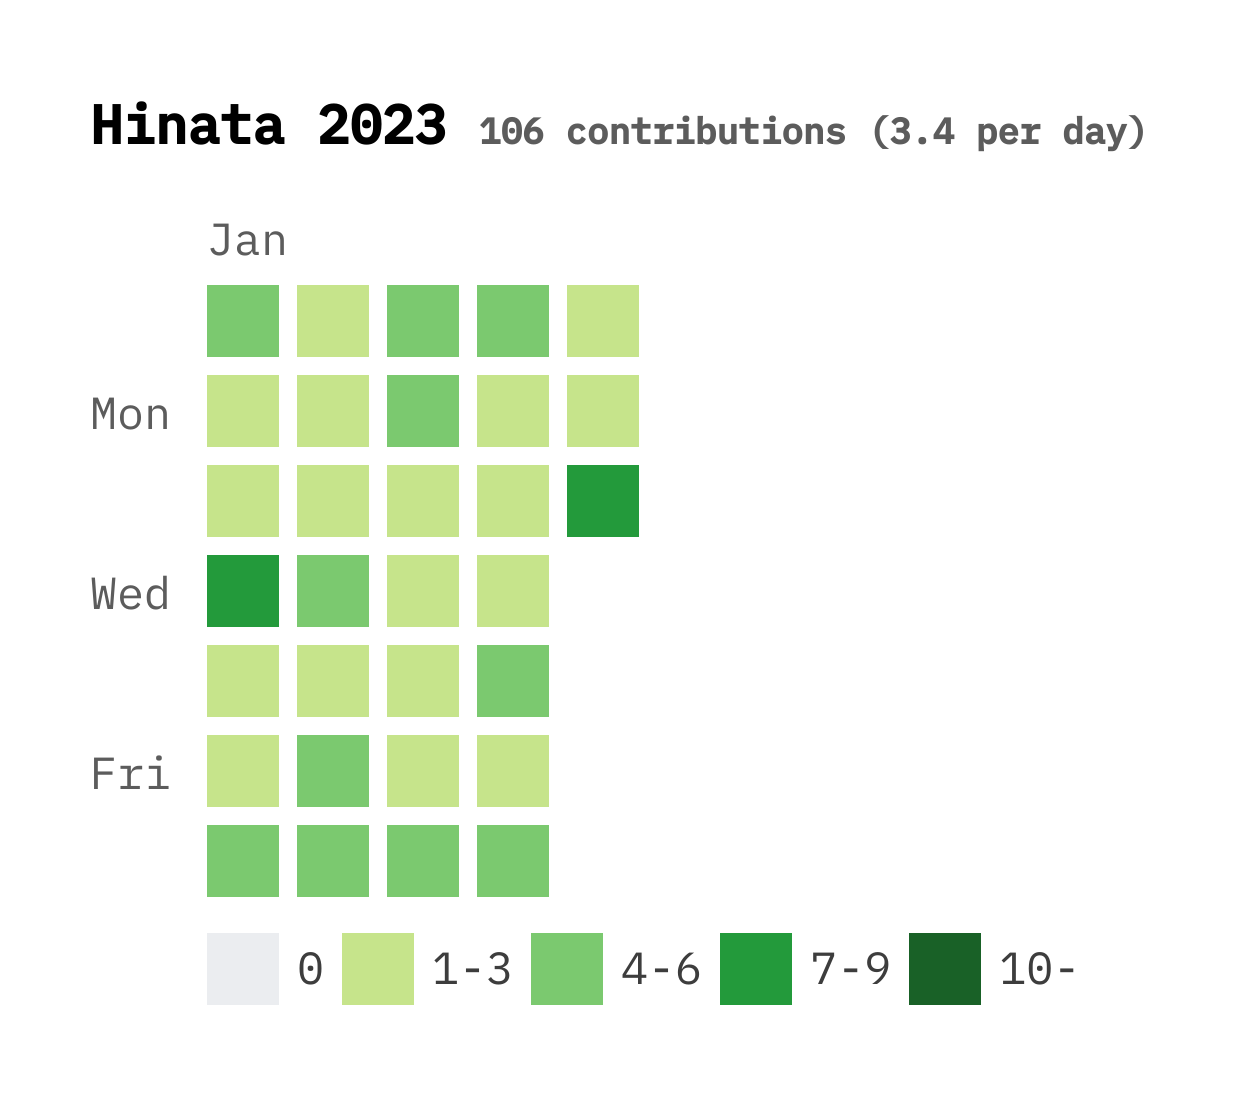 Hinata 2023 106 contributions (3.4 per day)
Jan
Mon
Wed
Fri
0 1-3 4-6 7-9 10-